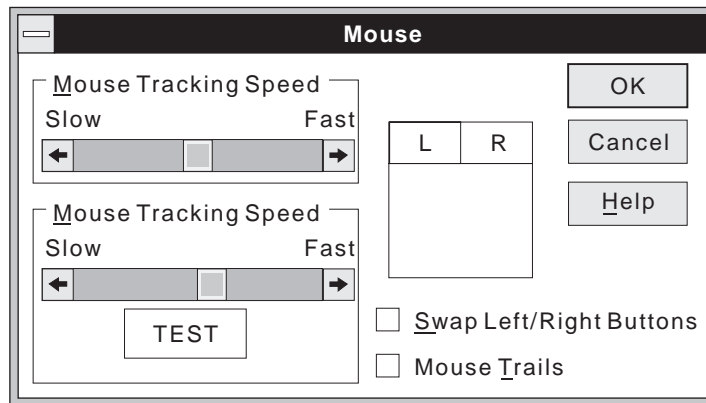 Mouse
Mouse Tracking Speed
Slow Fast
Mouse Tracking Speed
Slow Fast
TEST
L R
Swap Left/Right Buttons
Mouse Trails
OK
Cancel
Help